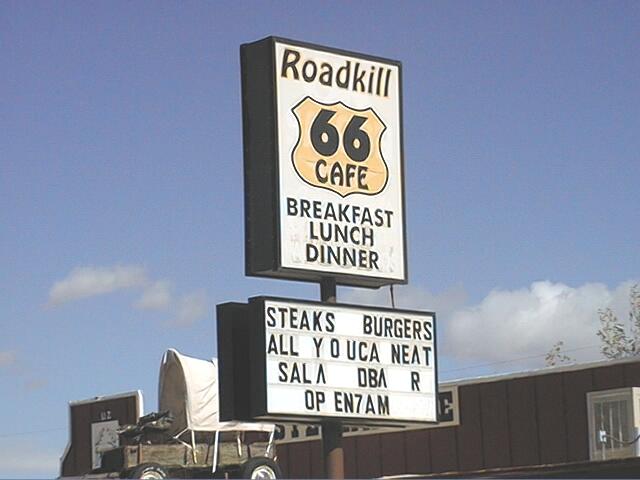 Roadkill
66
CAFE
BREAKFAST
LUNCH
DINNER
STEAKS BURGERS
ALL YOUCA NEAT
SALA DBA R
OP EN7AM